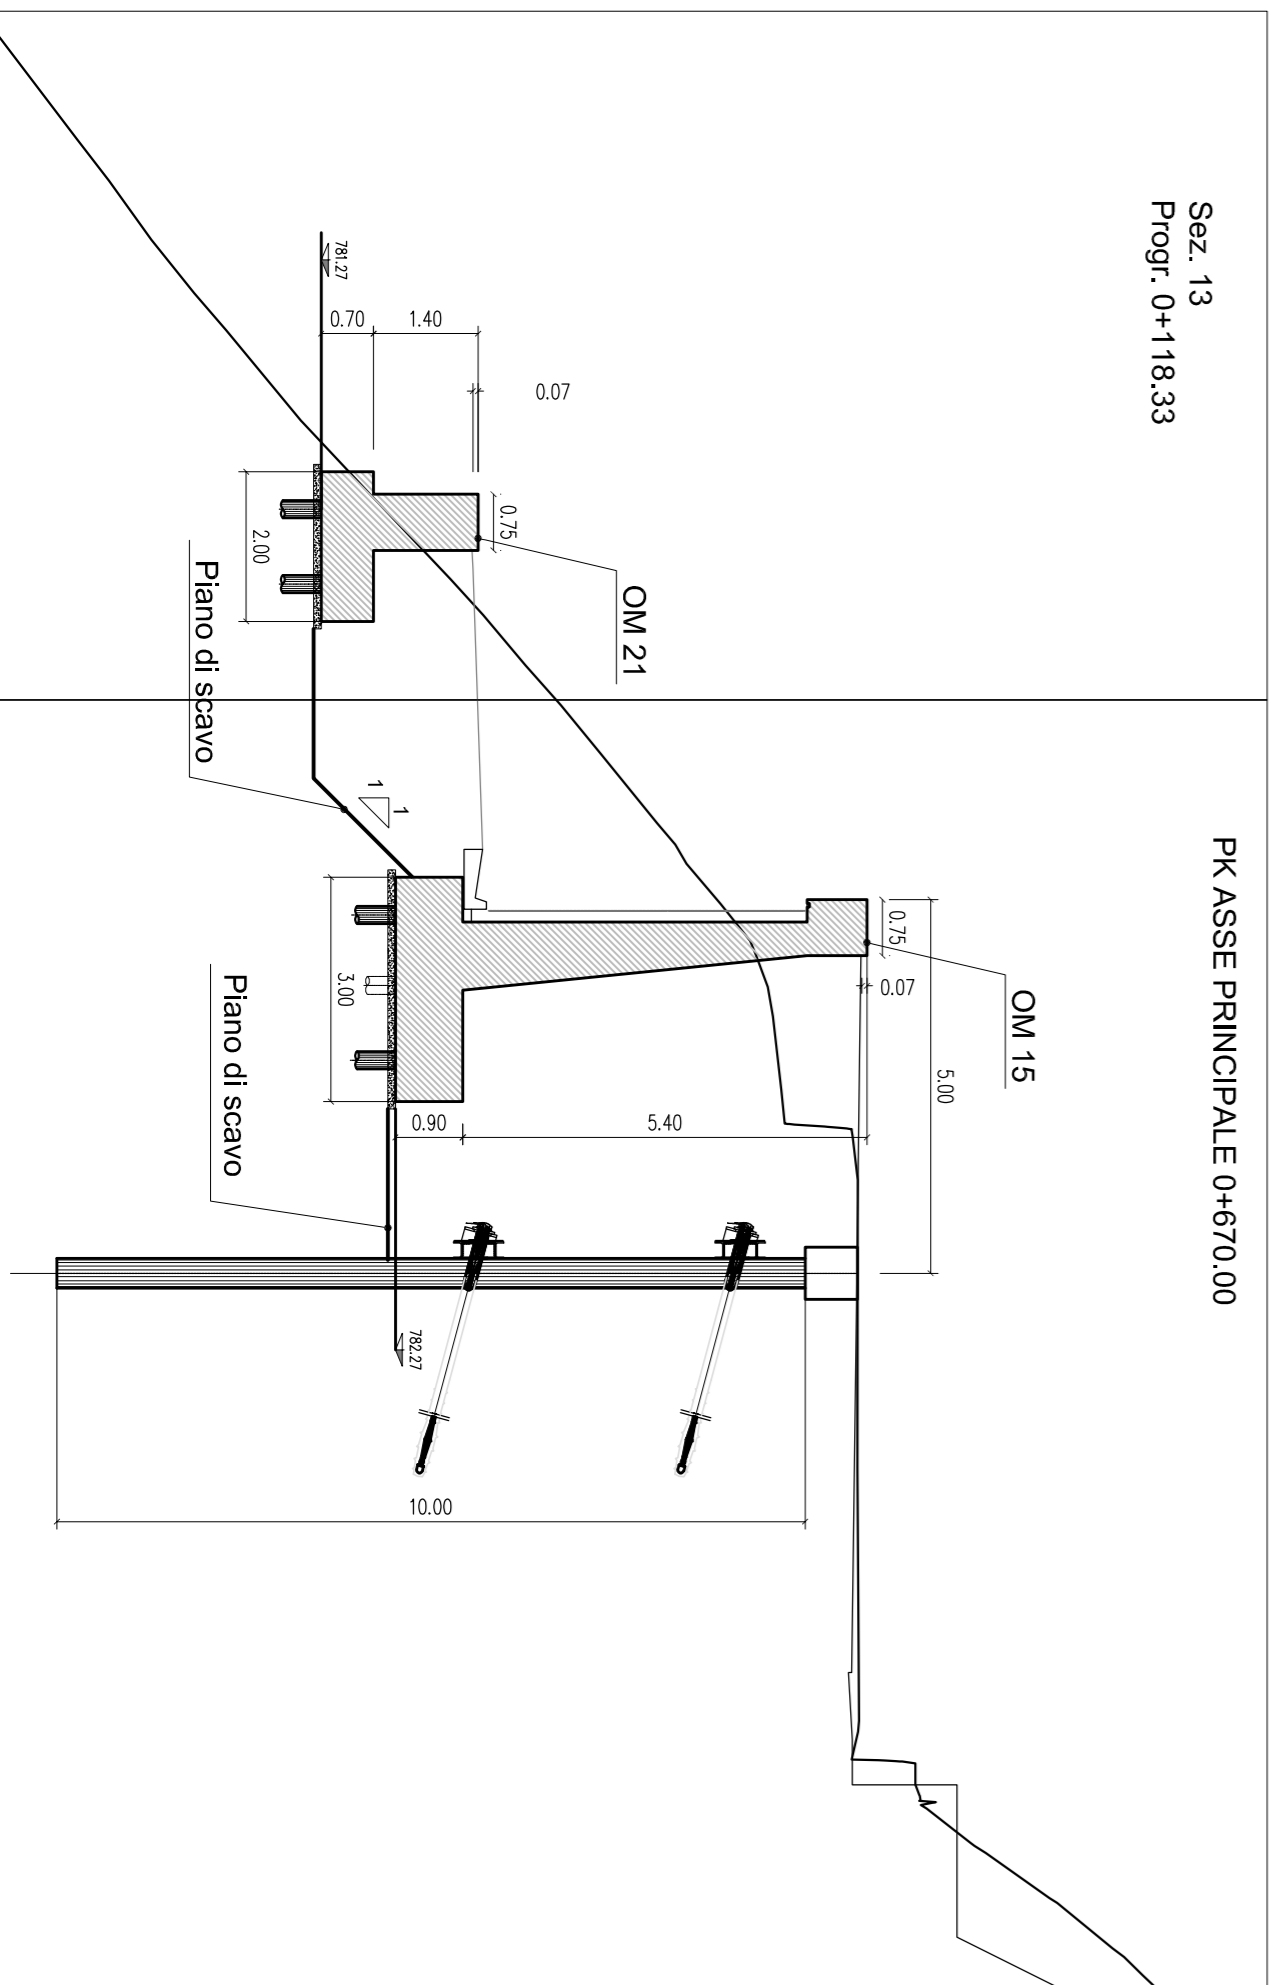 Sez. 13
Progr. 0+118.33
PK ASSE PRINCIPALE 0+670.00
OM 15
5.00
0.75
0.07
5.40
0.90
OM 21
0.07
0.75
1.40
0.70
781.27
2.00
1
1
3.00
782.27
10.00
Piano di scavo
Piano di scavo